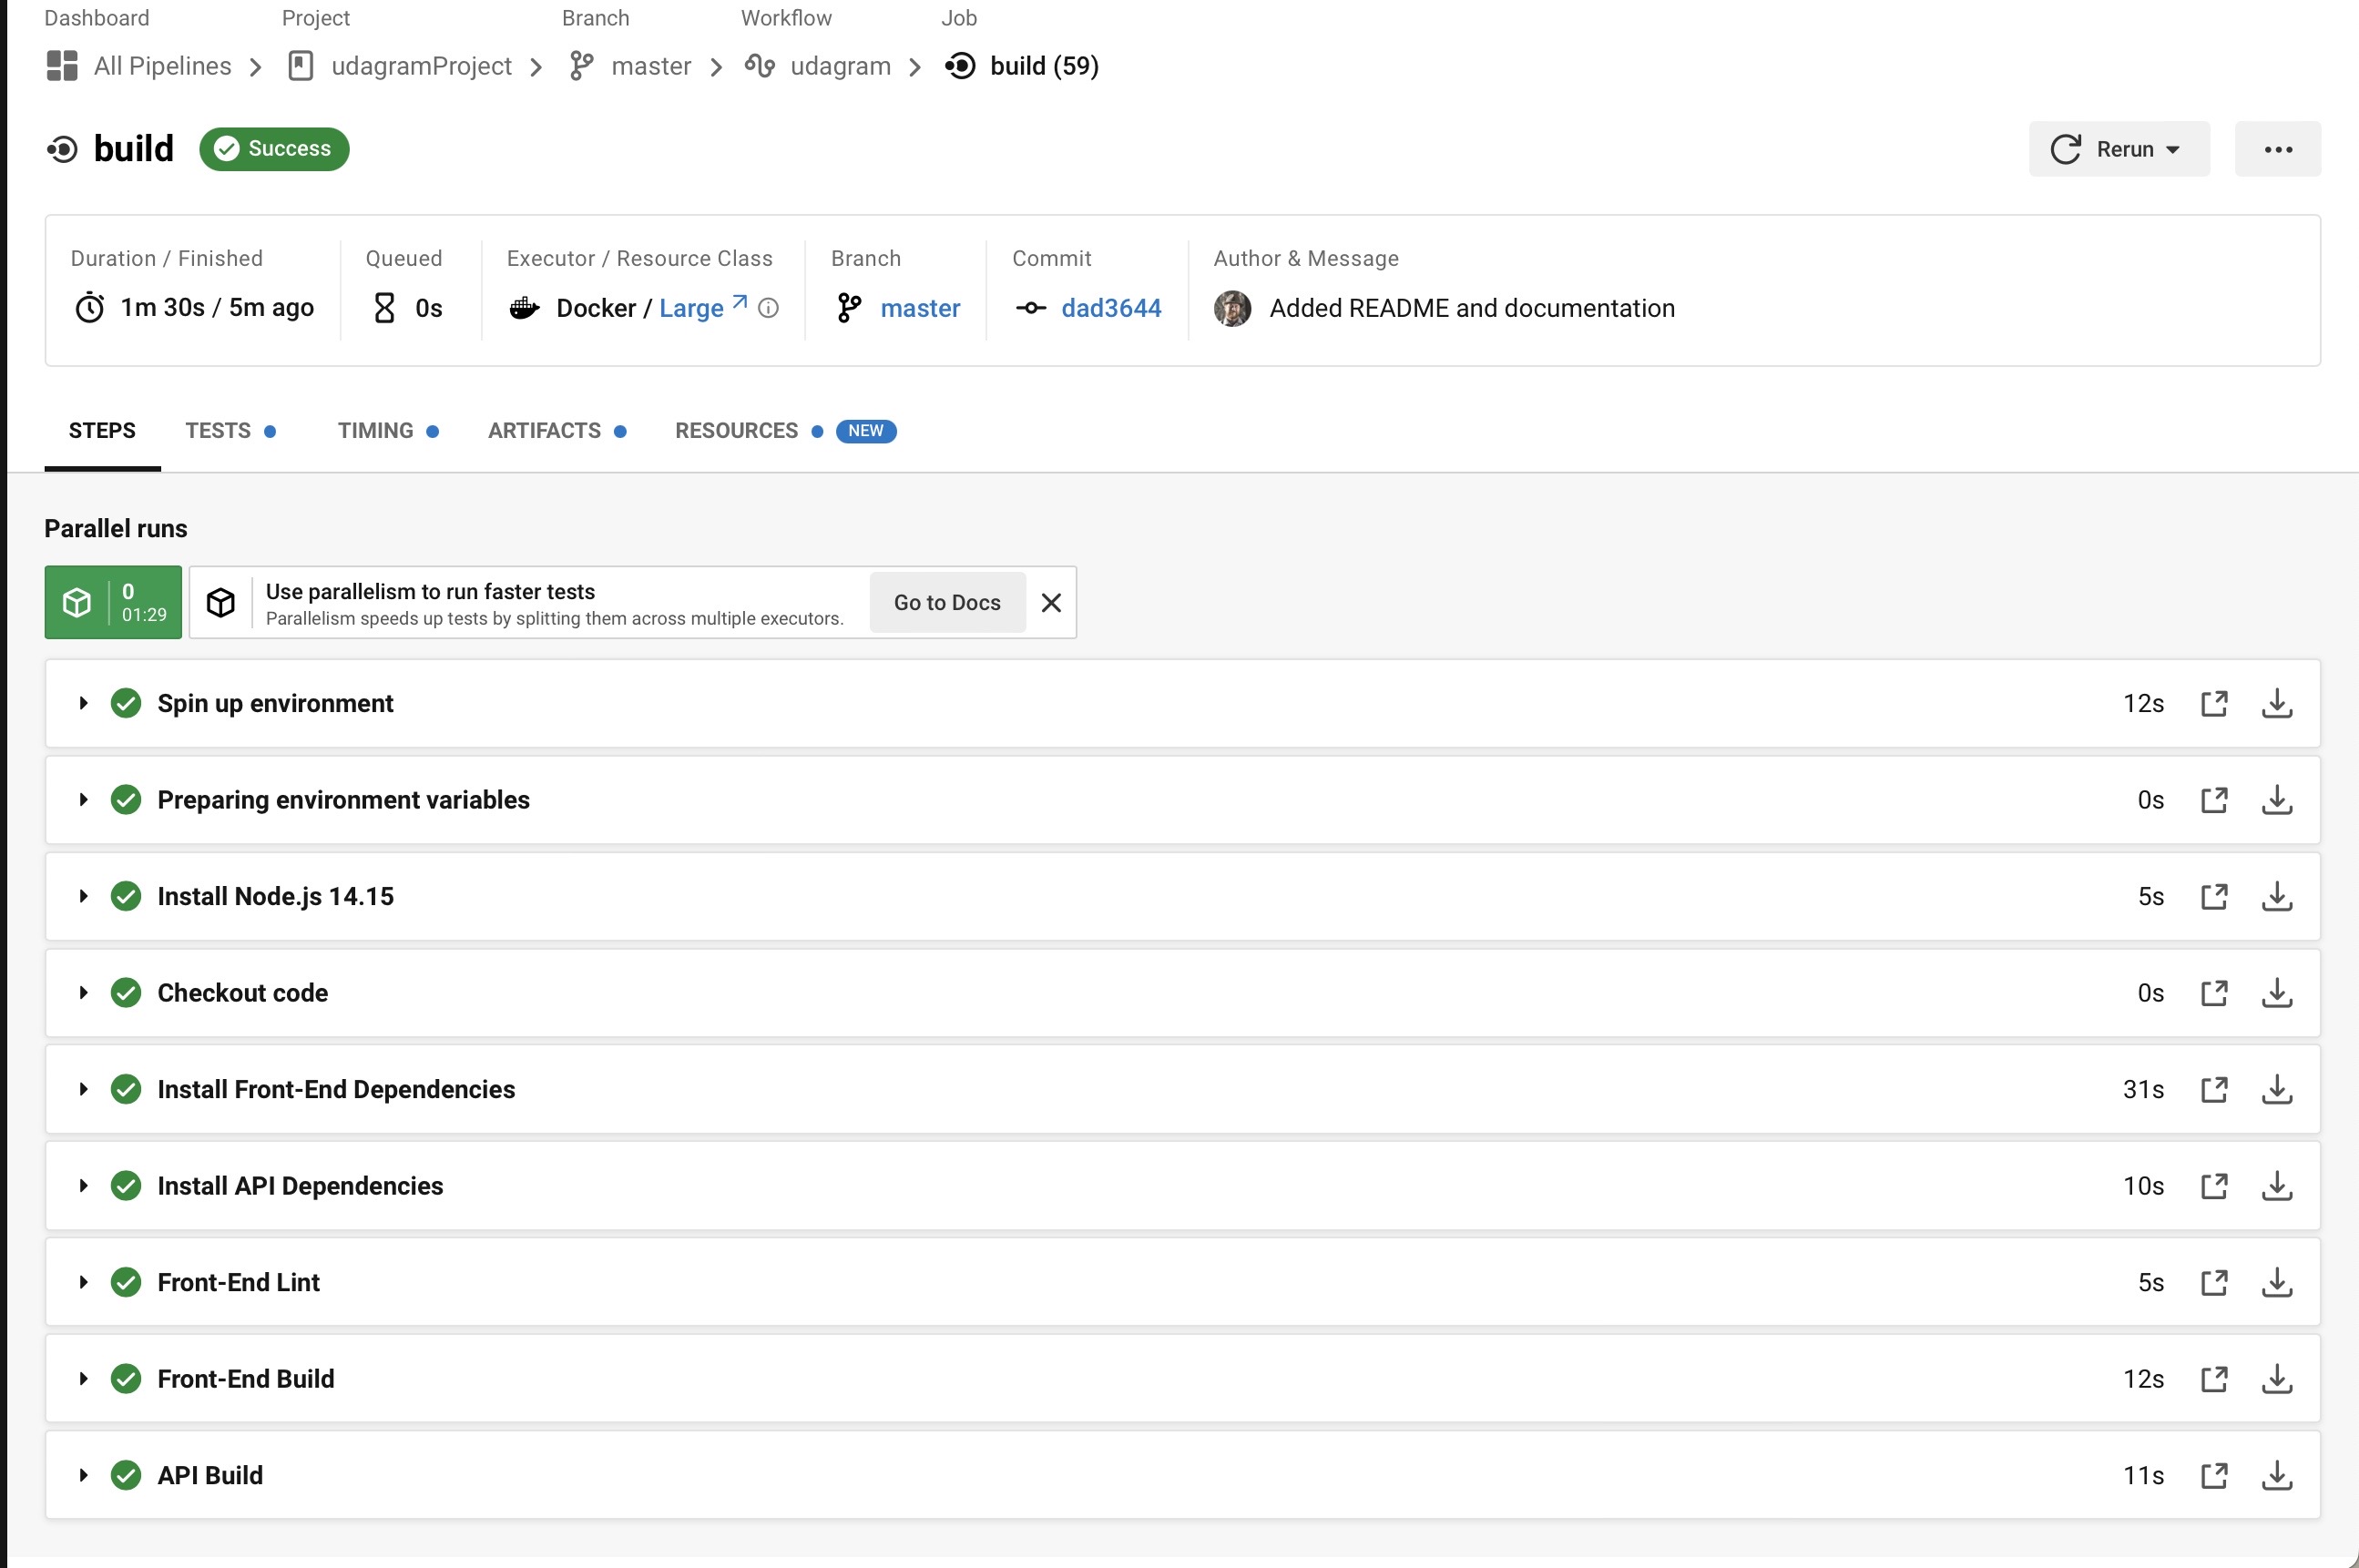 Dashboard Project Branch Workflow Job
All Pipelines udagramProject master udagram build (59)
build Success Rerun
Duration / Finished Queued Executor / Resource Class Branch Commit Author & Message
1m 30s / 5m ago 0s Docker / Large master dad3644 Added README and documentation
STEPS TESTS TIMING ARTIFACTS RESOURCES NEW
Parallel runs
0
01:29
Use parallelism to run faster tests
Parallelism speeds up tests by splitting them across multiple executors.
Go to Docs
Spin up environment 12s
Preparing environment variables 0s
Install Node.js 14.15 5s
Checkout code 0s
Install Front-End Dependencies 31s
Install API Dependencies 10s
Front-End Lint 5s
Front-End Build 12s
API Build 11s